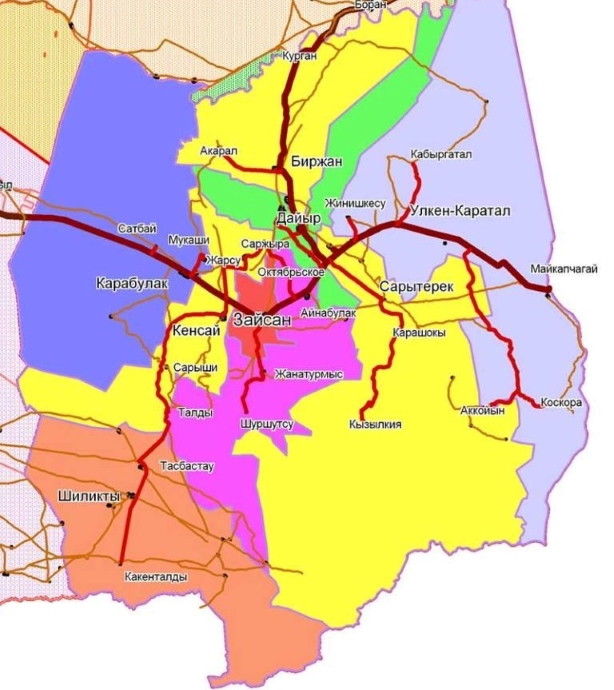 Боран
Курган
Акарал
Биржан
Кабыргатал
Жинишкесу
Улкен-Каратал
Дайыр
Сатбай
Мукаши
Саржыра
Жарсу
Октябрьское
Майкапчагай
Карабулак
Сарытерек
Айнабулак
Зайсан
Кенсай
Карашокы
Сарыши
Жанатурмыс
Талды
Шуршутсу
Кызылкия
Аккойын
Коскора
Тасбастау
Шиликты
Какенталды